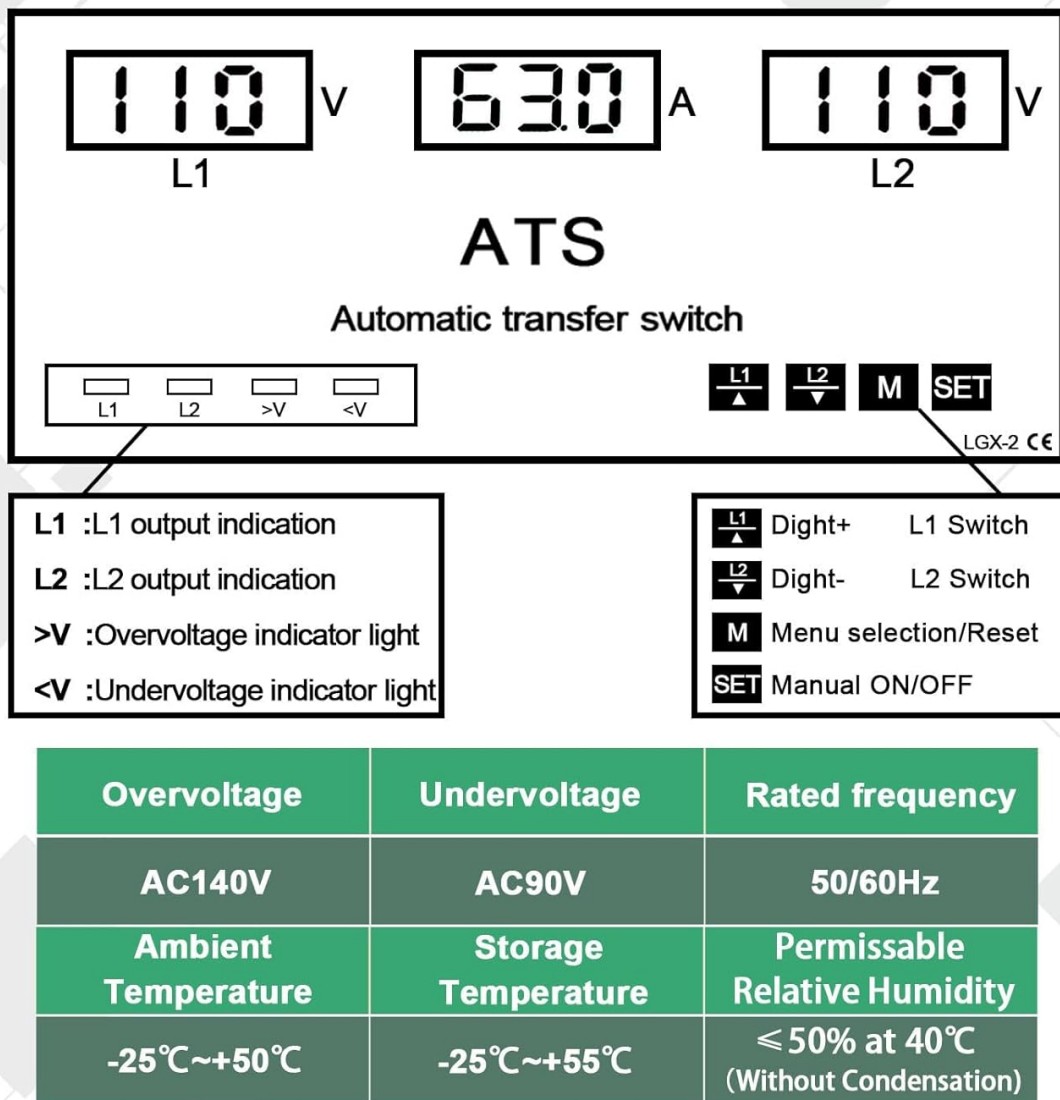 110 V 63.0 A 110 V
L1 L2
ATS
Automatic transfer switch
L1 L2 >V <V
L1 ▲ L2 ▼ M SET
LGX-2 CE
L1 :L1 output indication
L2 :L2 output indication
>V :Overvoltage indicator light
<V :Undervoltage indicator light
L1 ▲ Dight+ L1 Switch
L2 ▼ Dight- L2 Switch
M Menu selection/Reset
SET Manual ON/OFF
Overvoltage Undervoltage Rated frequency
AC140V AC90V 50/60Hz
Ambient Temperature Storage Temperature Permissable Relative Humidity
-25℃~+50℃ -25℃~+55℃ ≤50% at 40℃
(Without Condensation)